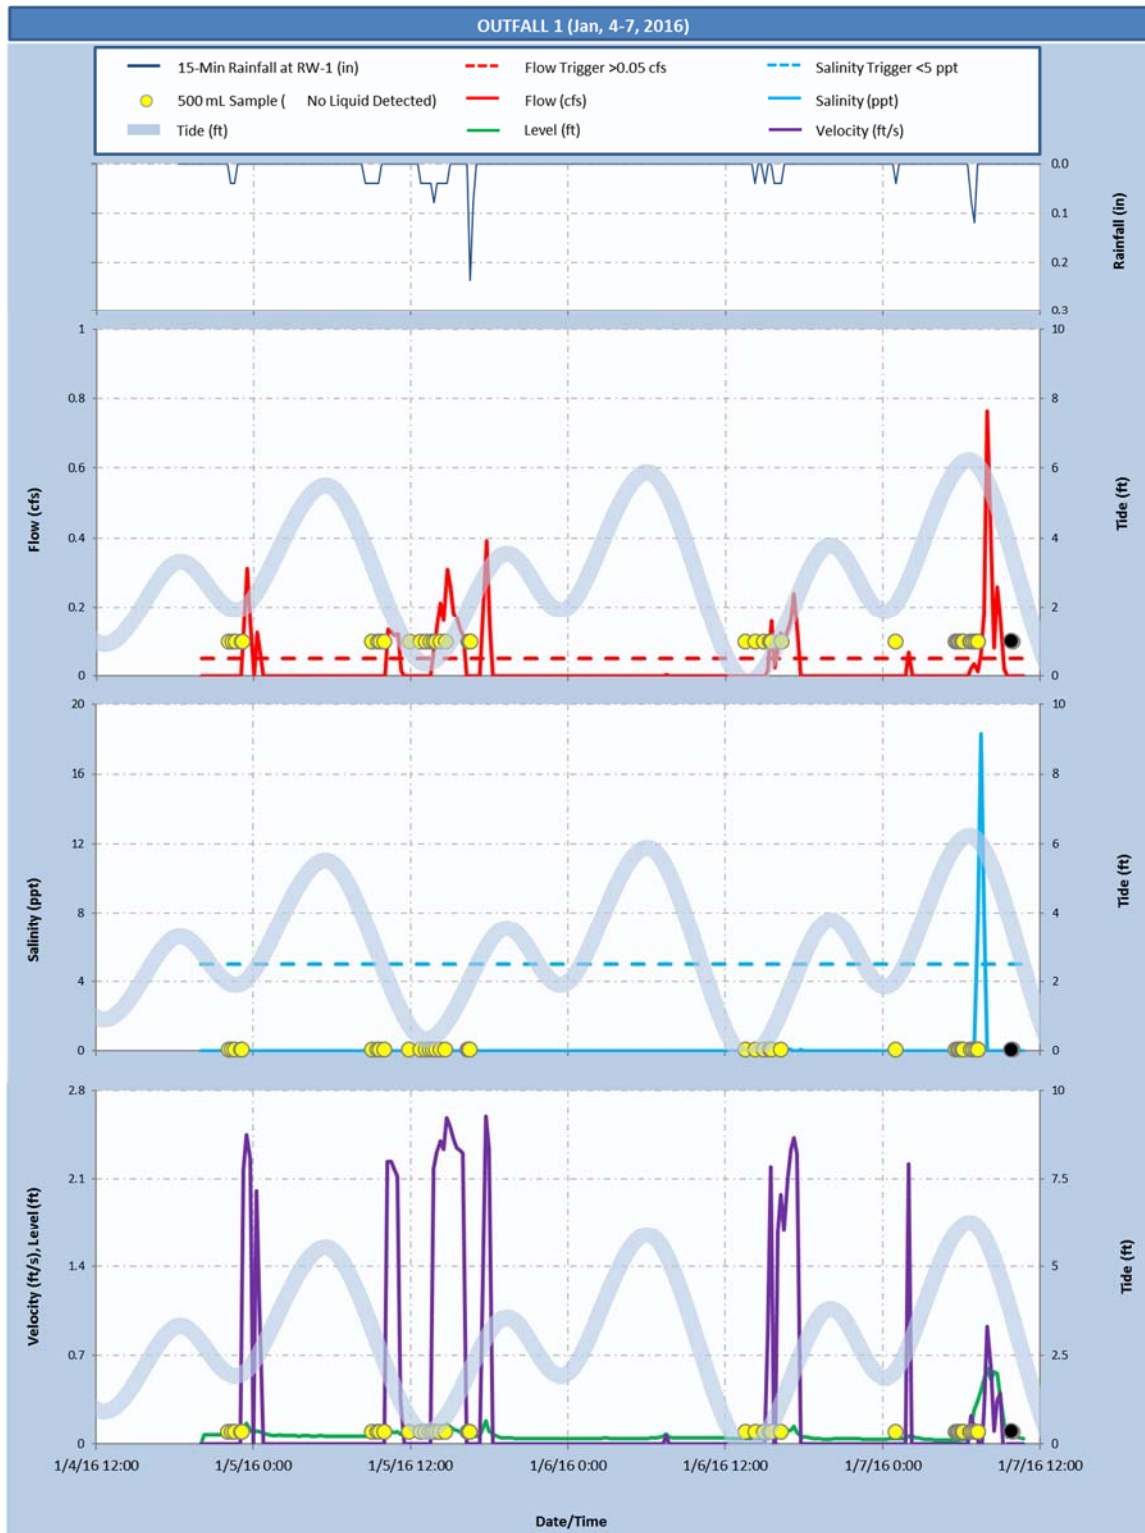 OUTFALL 1 (Jan, 4-7, 2016)
15-Min Rainfall at RW-1 (in)
Flow Trigger >0.05 cfs
Salinity Trigger <5 ppt
500 mL Sample ( No Liquid Detected)
Flow (cfs)
Salinity (ppt)
Tide (ft)
Level (ft)
Velocity (ft/s)
0.0
0.1
0.2
0.3
Rainfall (in)
1
0.8
0.6
0.4
0.2
0
Flow (cfs)
10
8
6
4
2
0
Tide (ft)
20
16
12
8
4
0
Salinity (ppt)
10
8
6
4
2
0
Tide (ft)
2.8
2.1
1.4
0.7
0
Velocity (ft/s), Level (ft)
10
7.5
5
2.5
0
Tide (ft)
1/4/16 12:00
1/5/16 0:00
1/5/16 12:00
1/6/16 0:00
1/6/16 12:00
1/7/16 0:00
1/7/16 12:00
Date/Time